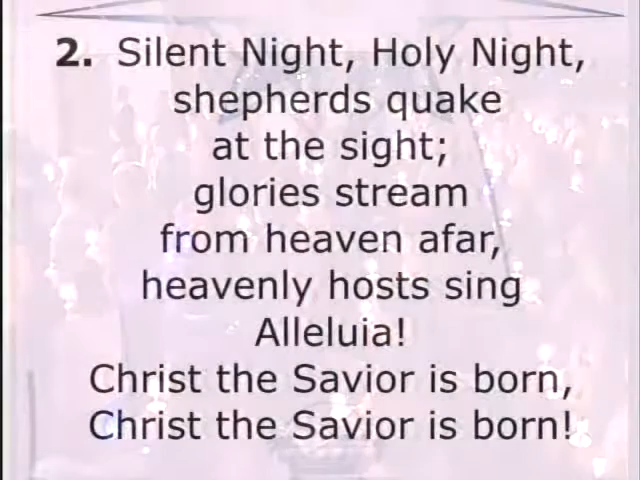 2. Silent Night, Holy Night,
shepherds quake
at the sight;
glories stream
from heaven afar,
heavenly hosts sing
Alleluia!
Christ the Savior is born,
Christ the Savior is born!